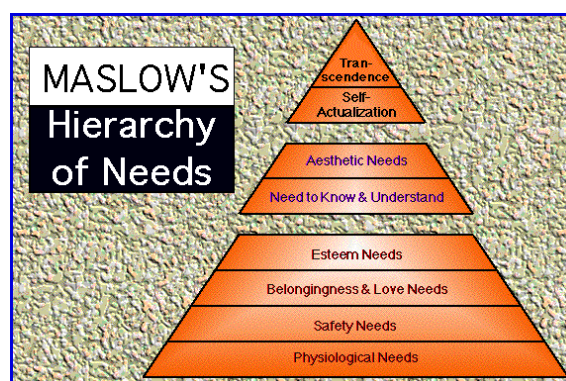 MASLOW'S
Hierarchy
of Needs
Tran-
scendence
Self-
Actualization
Aesthetic Needs
Need to Know & Understand
Esteem Needs
Belongingness & Love Needs
Safety Needs
Physiological Needs